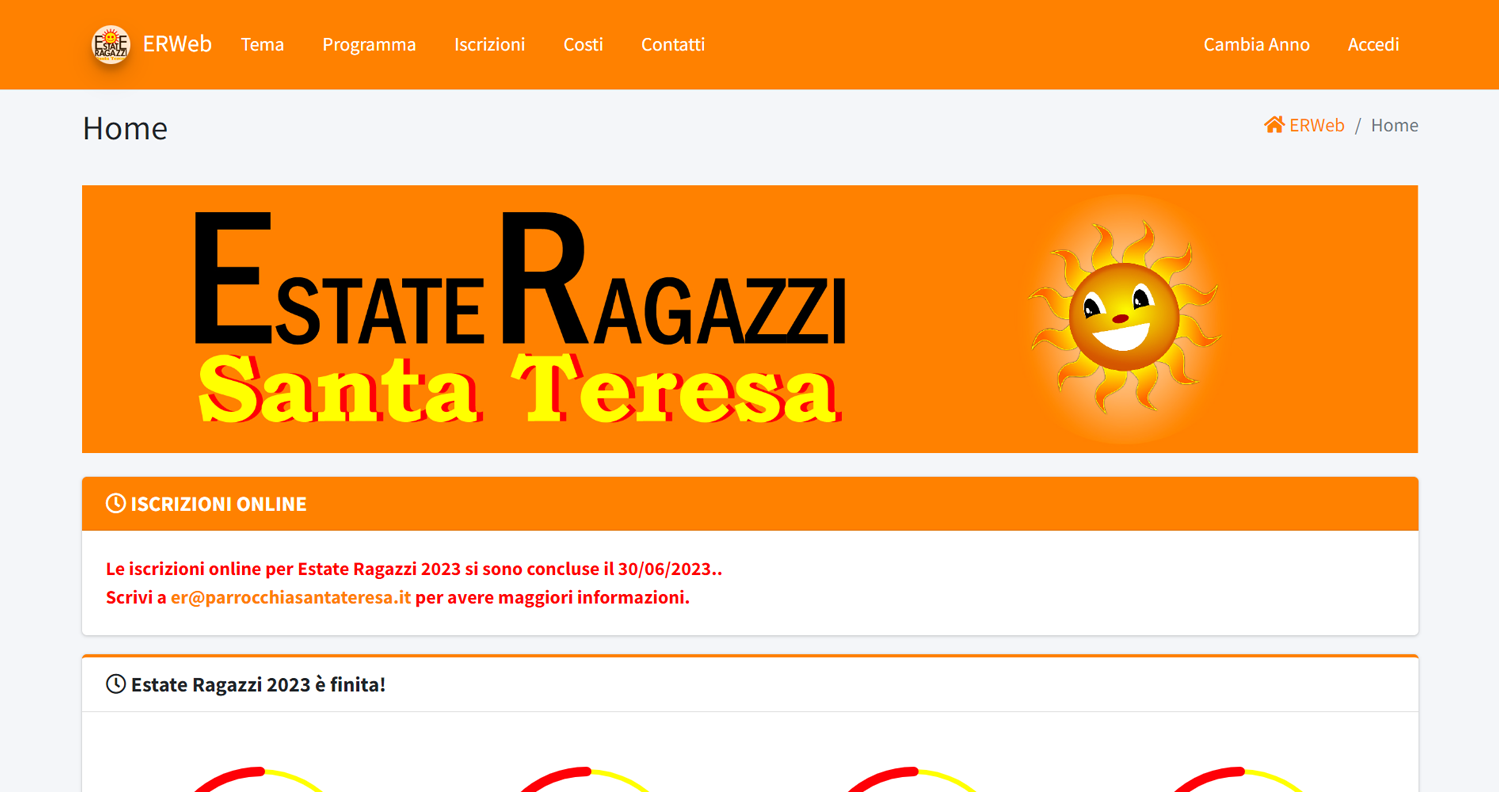 ESTATE RAGAZZI
ERWeb
Tema
Programma
Iscrizioni
Costi
Contatti
Cambia Anno
Accedi
Home
ERWeb / Home
ESTATE RAGAZZI
Santa Teresa
ISCRIZIONI ONLINE
Le iscrizioni online per Estate Ragazzi 2023 si sono concluse il 30/06/2023..
Scrivi a er@parrocchiasantateresa.it per avere maggiori informazioni.
Estate Ragazzi 2023 è finita!